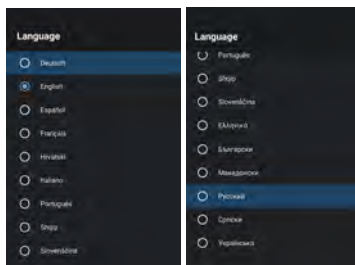 Language
Deutsch
English
Español
Français
Hrvatski
Italiano
Português
Shqip
Slovenščina
Language
Português
Shqip
Slovenščina
Ελληνικά
Български
Македонски
Русский
Српски
Українська